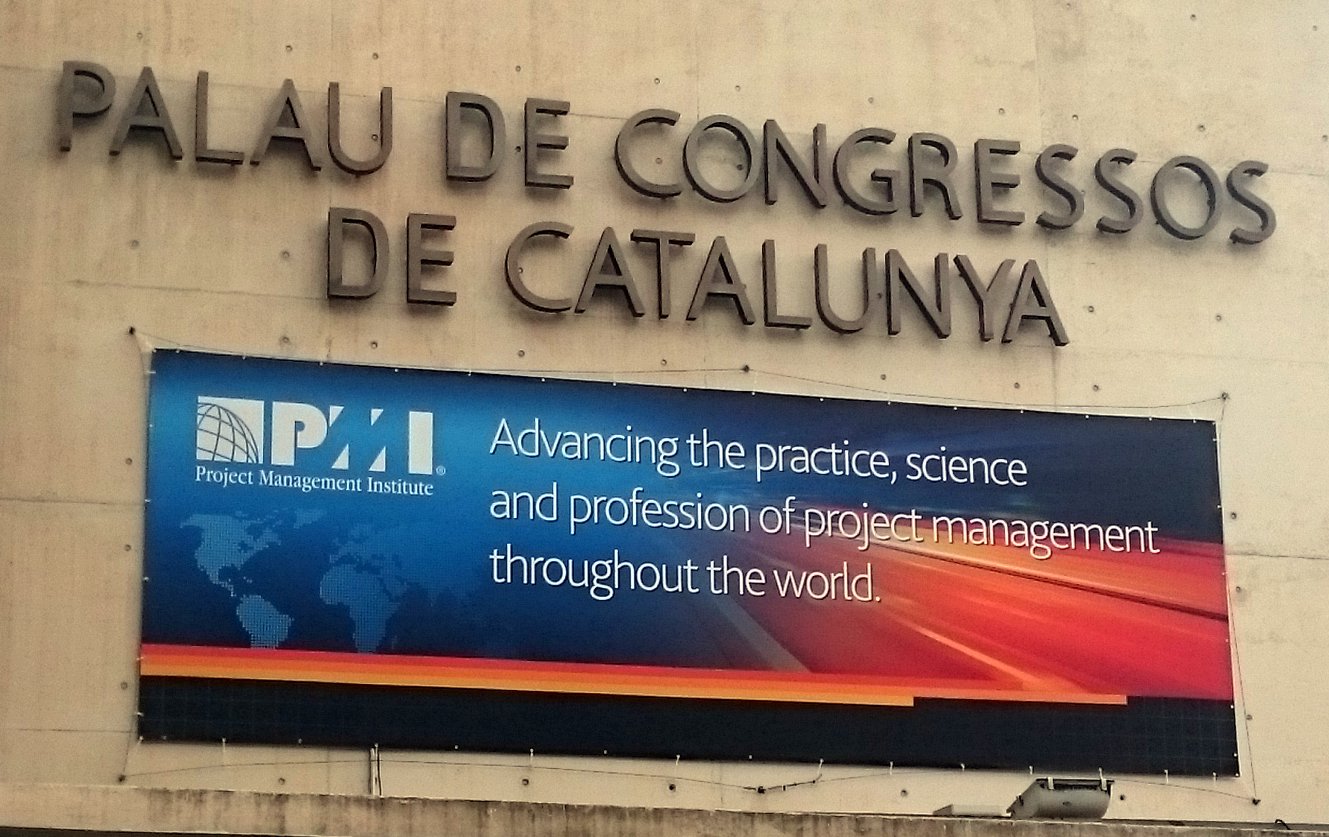 PALAU DE CONGRESSOS
DE CATALUNYA
PMI®
Project Management Institute
Advancing the practice, science
and profession of project management
throughout the world.